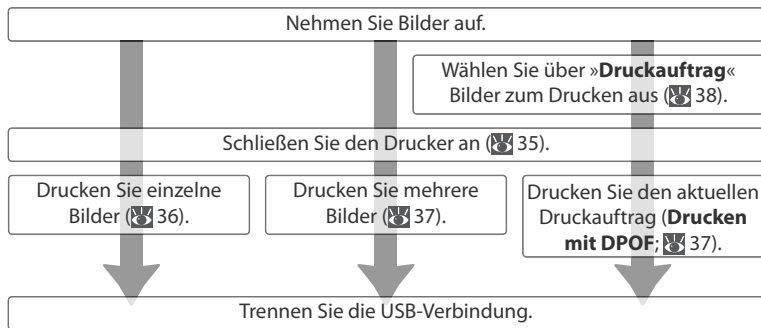 Nehmen Sie Bilder auf.
Wählen Sie über »Druckauftrag«
Bilder zum Drucken aus (38).
Schließen Sie den Drucker an (35).
Drucken Sie einzelne
Bilder (36).
Drucken Sie mehrere
Bilder (37).
Drucken Sie den aktuellen
Druckauftrag (Drucken
mit DPOF; 37).
Trennen Sie die USB-Verbindung.